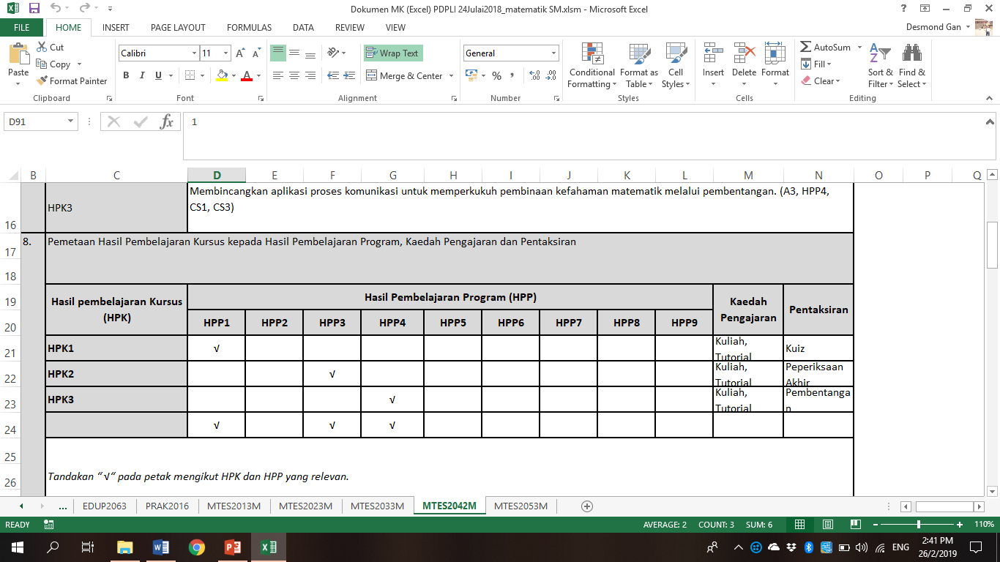 Dokumen MK (Excel) PDPLI 24Julai2018_matematik SM.xlsm - Microsoft Excel
FILE HOME INSERT PAGE LAYOUT FORMULAS DATA REVIEW VIEW Desmond Gan
Paste
Cut
Copy
Format Painter
Calibri 11
B I U
Wrap Text
Merge & Center
General
Conditional Formatting
Format as Table
Cell Styles
Insert Delete Format
AutoSum
Fill
Clear
Sort & Filter
Find & Select
Clipboard Font Alignment Number Styles Cells Editing
D91 fx 1
B C D E F G H I J K L M N O P Q
16 HPK3 Membincangkan aplikasi proses komunikasi untuk memperkukuh pembinaan kefahaman matematik melalui pembentangan. (A3, HPP4,
CS1, CS3)
17 8. Pemetaan Hasil Pembelajaran Kursus kepada Hasil Pembelajaran Program, Kaedah Pengajaran dan Pentaksiran
18
19 Hasil pembelajaran Kursus (HPK) Hasil Pembelajaran Program (HPP) Kaedah Pengajaran Pentaksiran
20 HPP1 HPP2 HPP3 HPP4 HPP5 HPP6 HPP7 HPP8 HPP9
21 HPK1 √ Kuliah, Tutorial Kuiz
22 HPK2 √ Kuliah, Tutorial Peperiksaan Akhir
23 HPK3 √ Kuliah, Tutorial Pembentangan
24 √ √ √
25
26 Tandakan “√“ pada petak mengikut HPK dan HPP yang relevan.
... EDUP2063 PRAK2016 MTES2013M MTES2023M MTES2033M MTES2042M MTES2053M
READY AVERAGE: 2 COUNT: 3 SUM: 6 110%
ENG 2:41 PM
26/2/2019